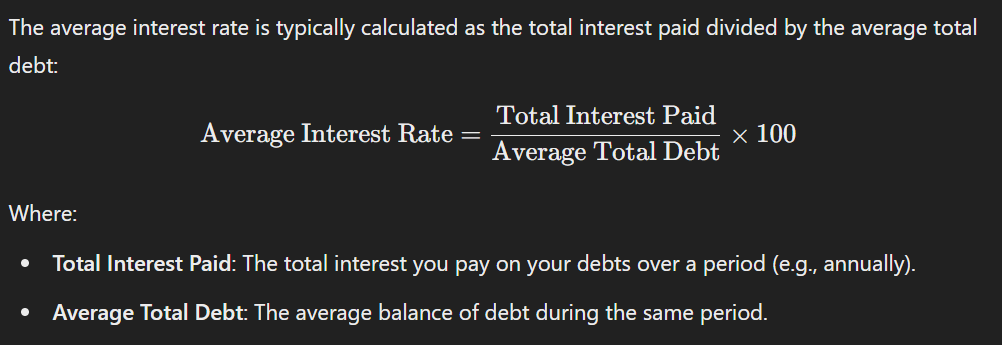 The average interest rate is typically calculated as the total interest paid divided by the average total
debt:
Average Interest Rate = Total Interest Paid / Average Total Debt × 100
Where:
• Total Interest Paid: The total interest you pay on your debts over a period (e.g., annually).
• Average Total Debt: The average balance of debt during the same period.